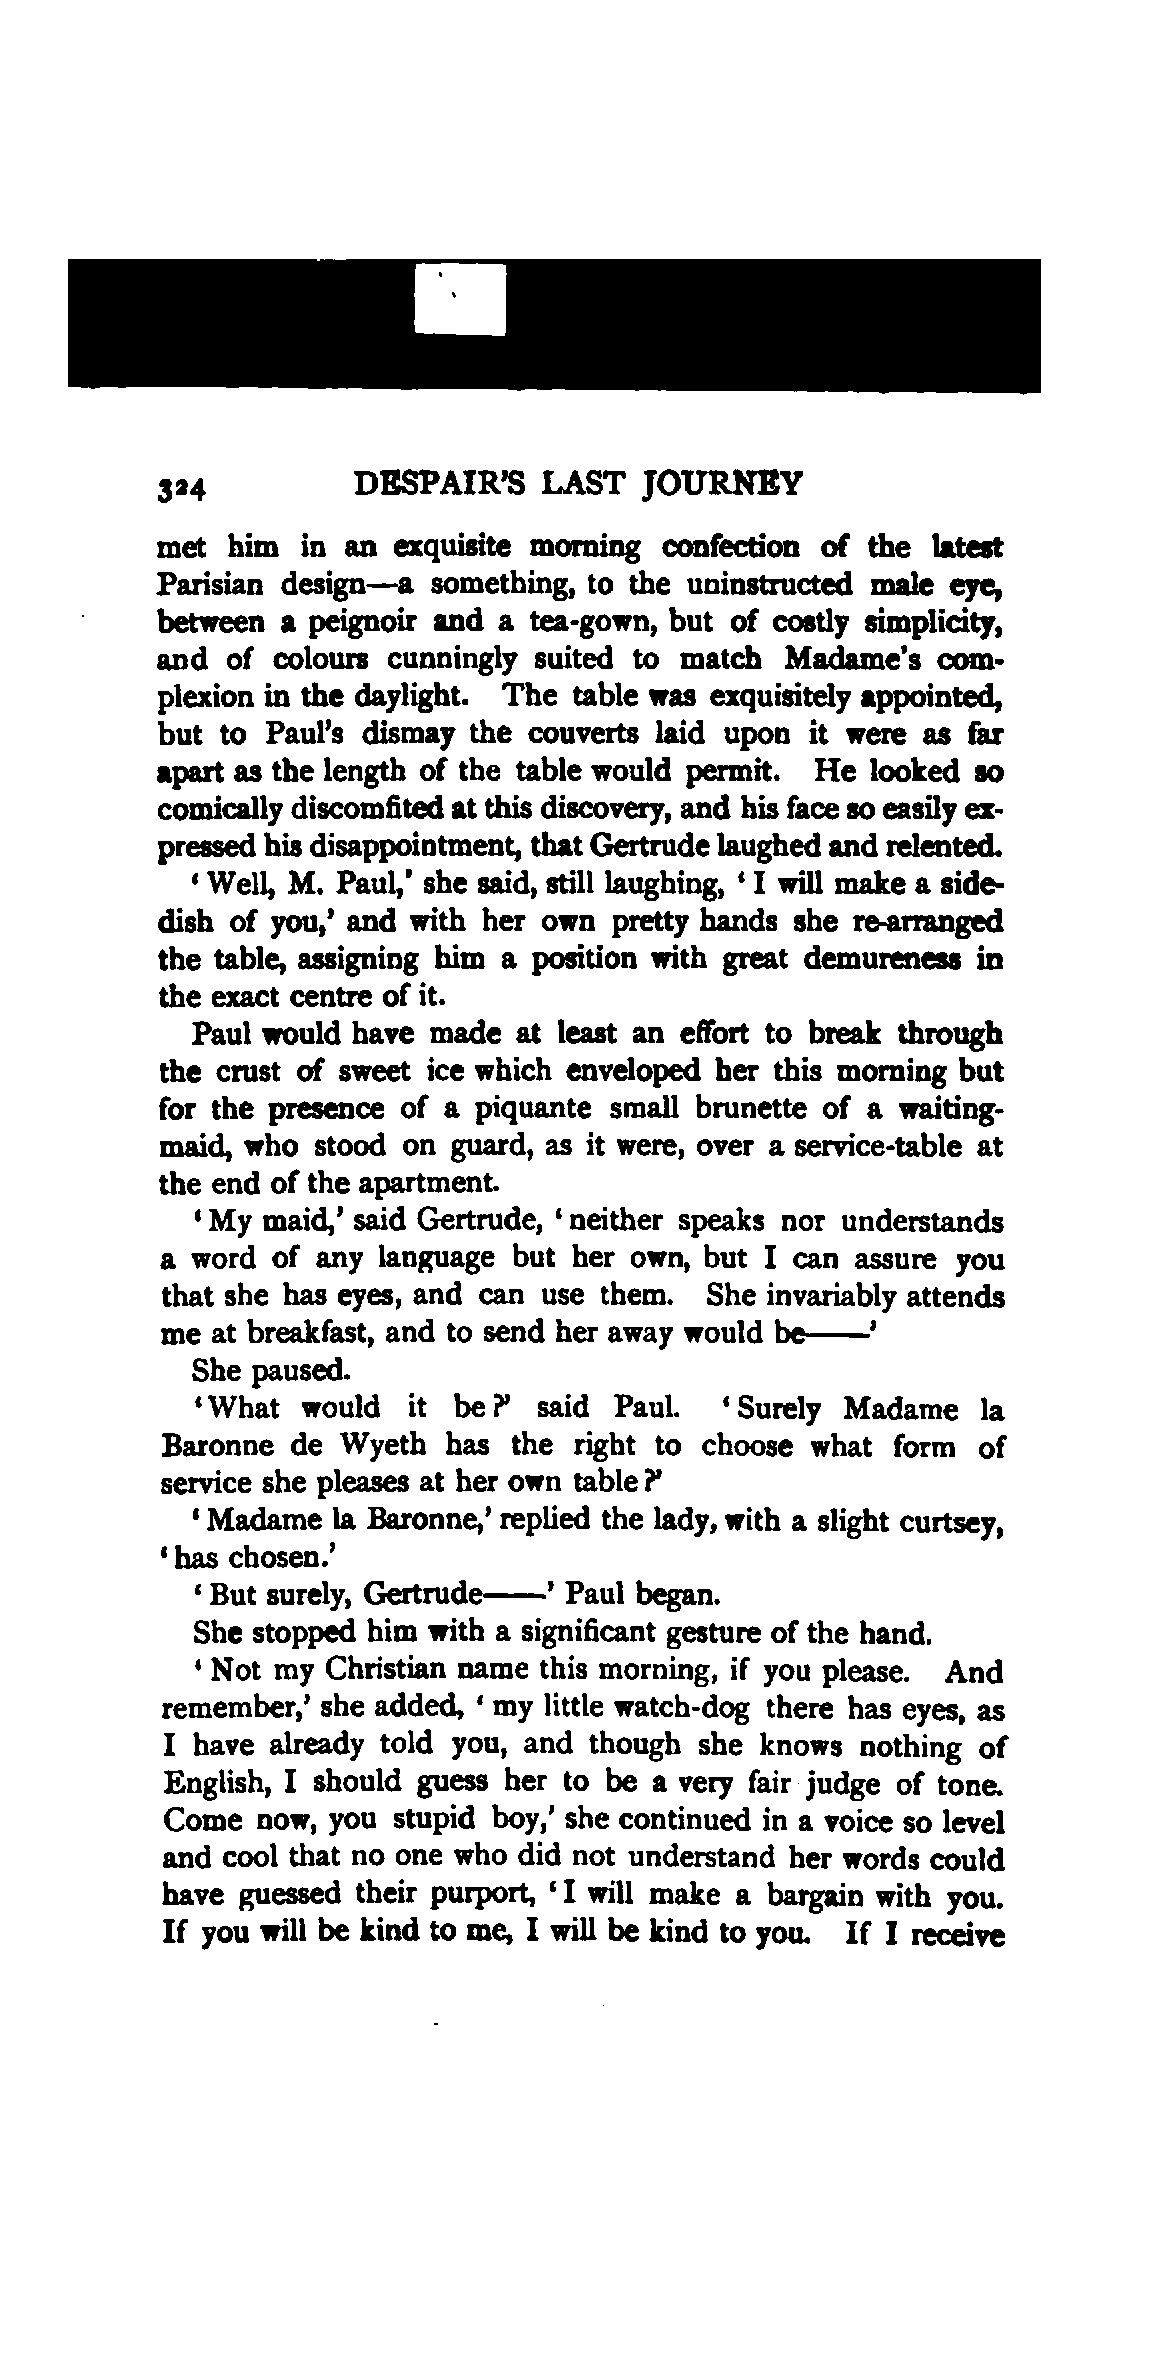 324 DESPAIR'S LAST JOURNEY
met him in an exquisite morning confection of the latest
Parisian design—a something, to the uninstructed male eye,
between a peignoir and a tea-gown, but of costly simplicity,
and of colours cunningly suited to match Madame's com-
plexion in the daylight. The table was exquisitely appointed,
but to Paul's dismay the couverts laid upon it were as far
apart as the length of the table would permit. He looked so
comically discomfited at this discovery, and his face so easily ex-
pressed his disappointment, that Gertrude laughed and relented.
‘Well, M. Paul,’ she said, still laughing, ‘I will make a side-
dish of you,’ and with her own pretty hands she re-arranged
the table, assigning him a position with great demureness in
the exact centre of it.
Paul would have made at least an effort to break through
the crust of sweet ice which enveloped her this morning but
for the presence of a piquante small brunette of a waiting-
maid, who stood on guard, as it were, over a service-table at
the end of the apartment.
‘My maid,’ said Gertrude, ‘neither speaks nor understands
a word of any language but her own, but I can assure you
that she has eyes, and can use them. She invariably attends
me at breakfast, and to send her away would be——’
She paused.
‘What would it be?’ said Paul. ‘Surely Madame la
Baronne de Wyeth has the right to choose what form of
service she pleases at her own table?’
‘Madame la Baronne,’ replied the lady, with a slight curtsey,
‘has chosen.’
‘But surely, Gertrude——’ Paul began.
She stopped him with a significant gesture of the hand.
‘Not my Christian name this morning, if you please. And
remember,’ she added, ‘my little watch-dog there has eyes, as
I have already told you, and though she knows nothing of
English, I should guess her to be a very fair judge of tone.
Come now, you stupid boy,’ she continued in a voice so level
and cool that no one who did not understand her words could
have guessed their purport, ‘I will make a bargain with you.
If you will be kind to me, I will be kind to you. If I receive